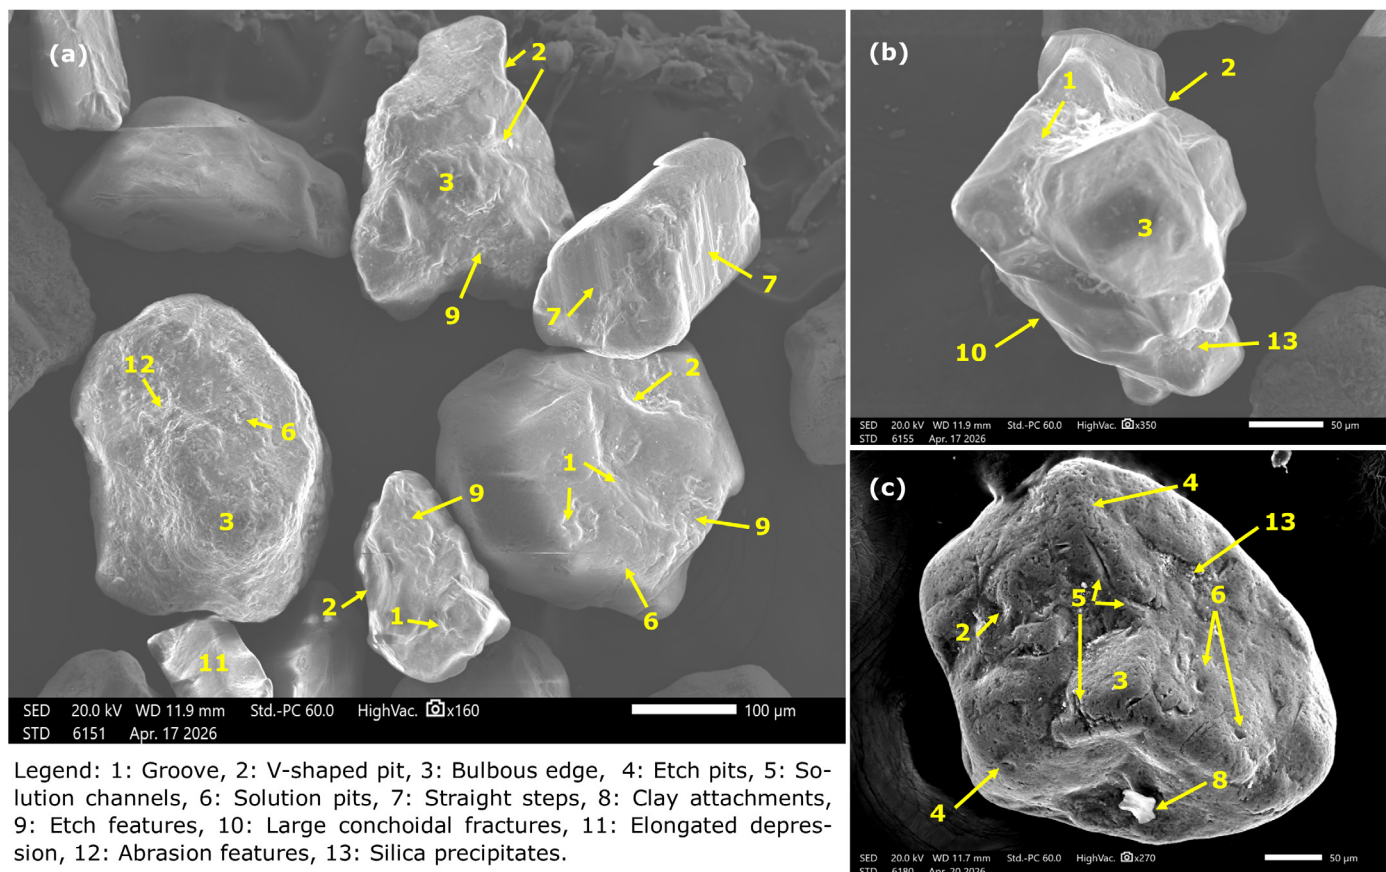 (a)
2
3
9
7
7
12
6
3
2
1
9
6
9
2
1
11
SED 20.0 kV WD 11.9 mm Std.-PC 60.0 HighVac. x160 100 µm
STD 6151 Apr. 17 2026
Legend: 1: Groove, 2: V-shaped pit, 3: Bulbous edge, 4: Etch pits, 5: So-
lution channels, 6: Solution pits, 7: Straight steps, 8: Clay attachments,
9: Etch features, 10: Large conchoidal fractures, 11: Elongated depres-
sion, 12: Abrasion features, 13: Silica precipitates.
(b)
1
2
3
10
13
SED 20.0 kV WD 11.9 mm Std.-PC 60.0 HighVac. x350 50 µm
STD 6155 Apr. 17 2026
(c)
4
13
5
6
2
3
8
4
SED 20.0 kV WD 11.7 mm Std.-PC 60.0 HighVac. x270 50 µm
STD 6180 Apr. 20 2026